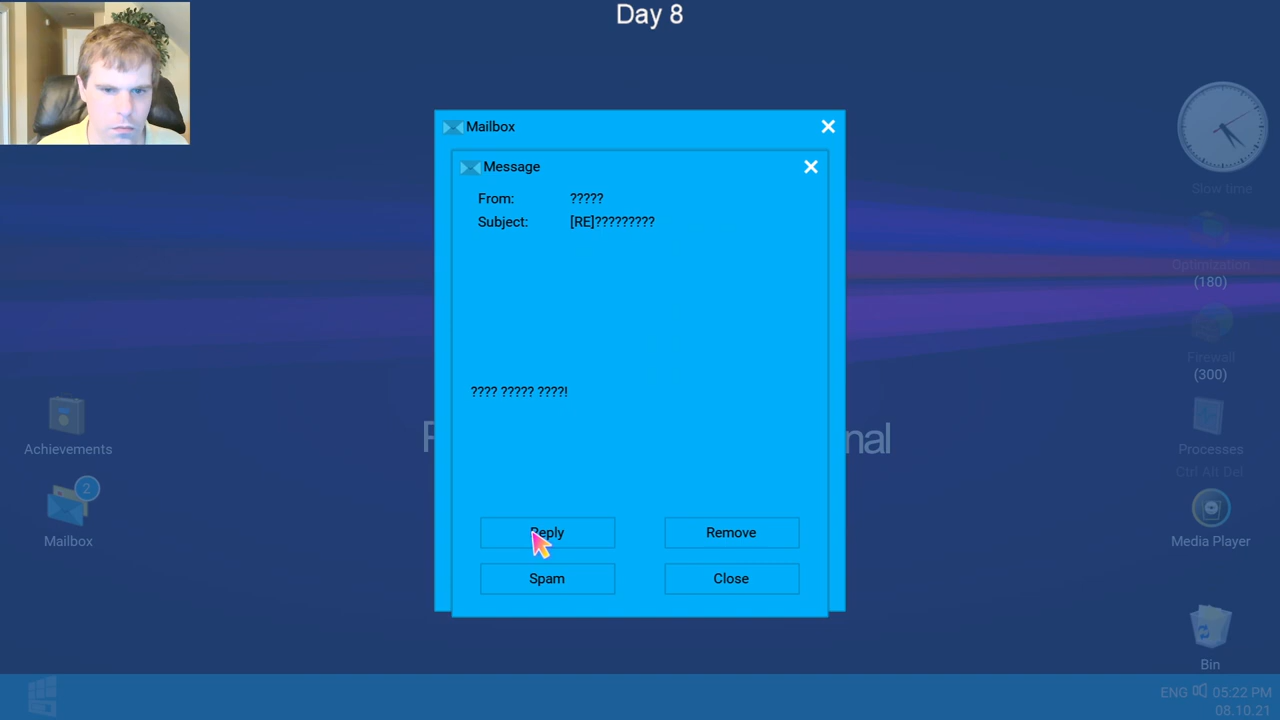 Day 8
Mailbox
Message
From: ?????
Subject: [RE]?????????
Slow time
Optimization
(180)
Firewall
(300)
???? ????? ????!
Achievements
nal
Processes
Ctrl Alt Del
2
Reply
Remove
Mailbox
Media Player
Spam
Close
Bin
ENG 05:22 PM
08.10.21